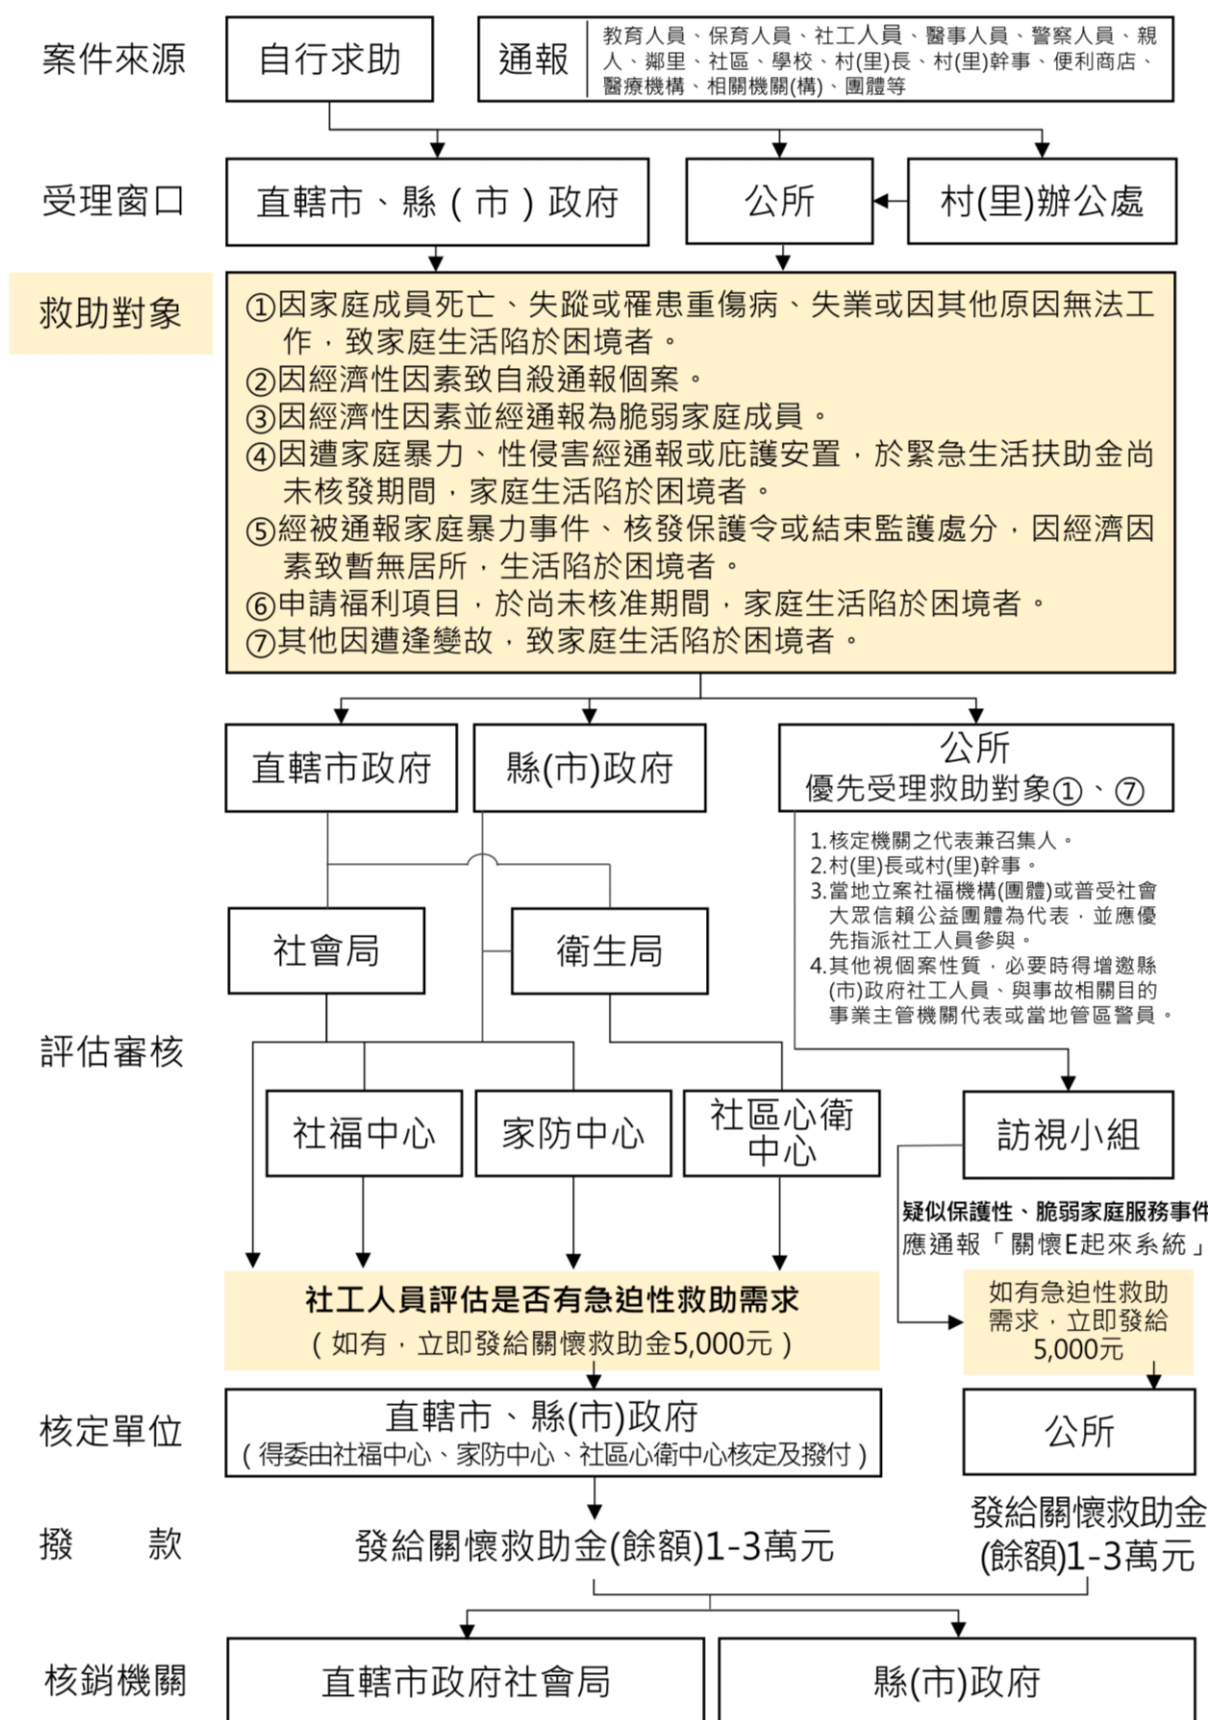 案件來源
自行求助
通報
教育人員、保育人員、社工人員、醫事人員、警察人員、親
人、鄰里、社區、學校、村(里)長、村(里)幹事、便利商店、
醫療機構、相關機關(構)、團體等
受理窗口
直轄市、縣（市）政府
公所
村(里)辦公處
救助對象
①因家庭成員死亡、失蹤或罹患重傷病、失業或因其他原因無法工
作，致家庭生活陷於困境者。
②因經濟性因素致自殺通報個案。
③因經濟性因素並經通報為脆弱家庭成員。
④因遭家庭暴力、性侵害經通報或庇護安置，於緊急生活扶助金尚
未核發期間，家庭生活陷於困境者。
⑤經被通報家庭暴力事件、核發保護令或結束監護處分，因經濟因
素致暫無居所，生活陷於困境者。
⑥申請福利項目，於尚未核准期間，家庭生活陷於困境者。
⑦其他因遭逢變故，致家庭生活陷於困境者。
直轄市政府
縣(市)政府
公所
優先受理救助對象①、⑦
1.核定機關之代表兼召集人。
2.村(里)長或村(里)幹事。
3.當地立案社福機構(團體)或普受社會
大眾信賴公益團體為代表，並應優
先指派社工人員參與。
4.其他視個案性質，必要時得增邀縣
(市)政府社工人員、與事故相關目的
事業主管機關代表或當地管區警員。
社會局
衛生局
評估審核
社福中心
家防中心
社區心衛
中心
訪視小組
疑似保護性、脆弱家庭服務事件
應通報「關懷E起來系統」
社工人員評估是否有急迫性救助需求
（如有，立即發給關懷救助金5,000元）
如有急迫性救助
需求，立即發給
5,000元
核定單位
直轄市、縣(市)政府
（得委由社福中心、家防中心、社區心衛中心核定及撥付）
公所
撥　　款
發給關懷救助金(餘額)1-3萬元
發給關懷救助金
(餘額)1-3萬元
核銷機關
直轄市政府社會局
縣(市)政府